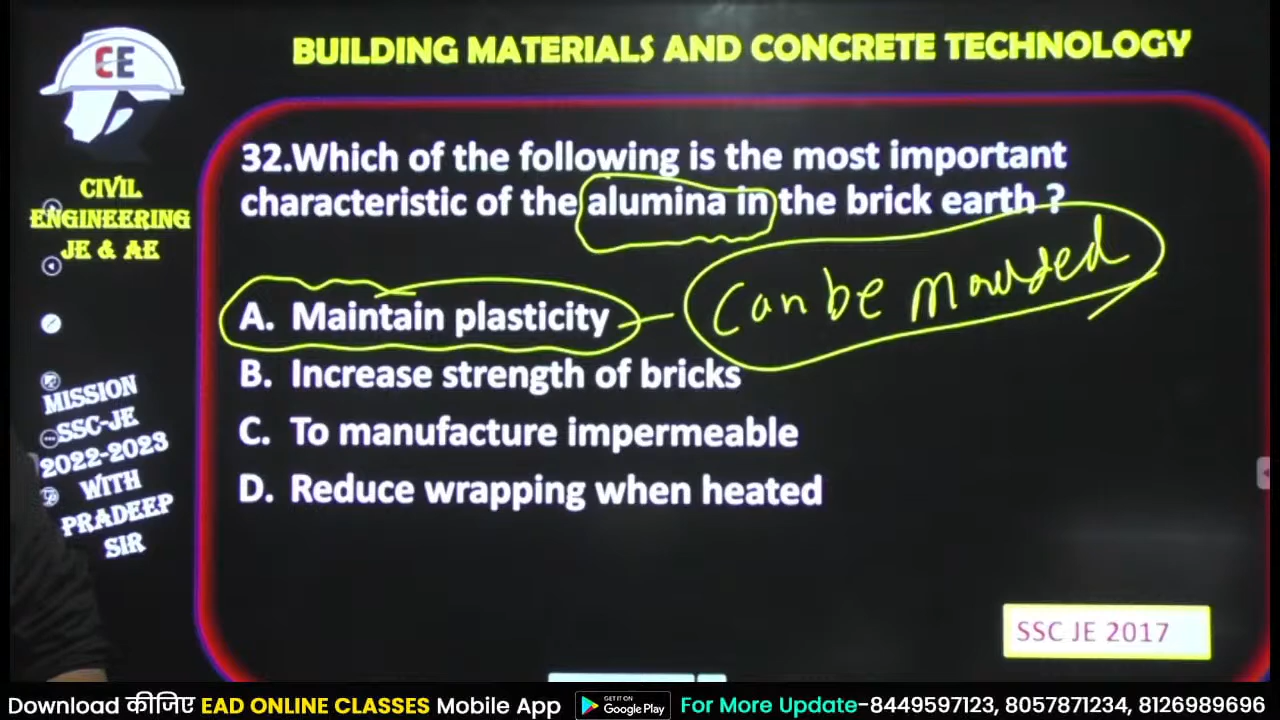 CE
BUILDING MATERIALS AND CONCRETE TECHNOLOGY
CIVIL
ENGINEERING
JE & AE
32.Which of the following is the most important
characteristic of the alumina in the brick earth ?
A. Maintain plasticity
Can be Moulded
B. Increase strength of bricks
C. To manufacture impermeable
D. Reduce wrapping when heated
MISSION
SSC-JE
2022-2023
WITH
PRADEEP
SIR
SSC JE 2017
Download कीजिए EAD ONLINE CLASSES Mobile App GET IT ON Google Play For More Update-8449597123, 8057871234, 8126989696